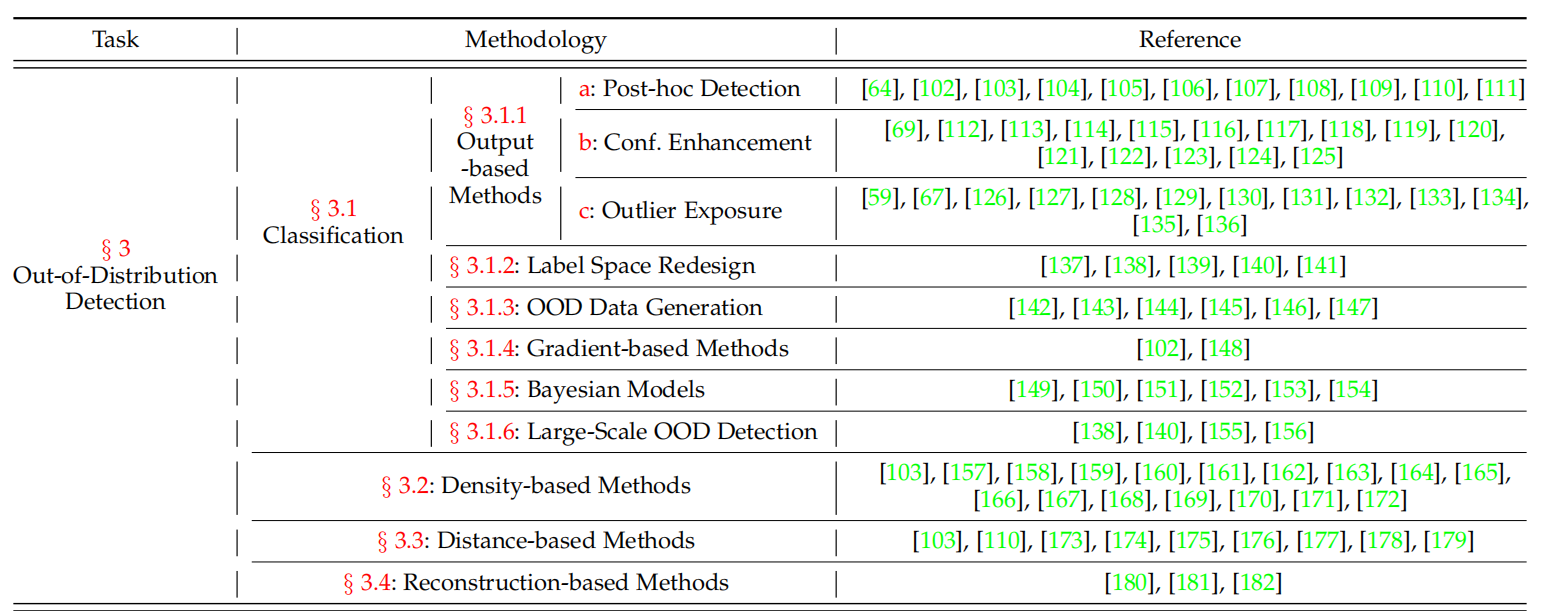 Task Methodology Reference
§ 3
Out-of-Distribution
Detection
§ 3.1
Classification
§ 3.1.1
Output
-based
Methods
a: Post-hoc Detection [64], [102], [103], [104], [105], [106], [107], [108], [109], [110], [111]
b: Conf. Enhancement [69], [112], [113], [114], [115], [116], [117], [118], [119], [120],
[121], [122], [123], [124], [125]
c: Outlier Exposure [59], [67], [126], [127], [128], [129], [130], [131], [132], [133], [134],
[135], [136]
§ 3.1.2: Label Space Redesign [137], [138], [139], [140], [141]
§ 3.1.3: OOD Data Generation [142], [143], [144], [145], [146], [147]
§ 3.1.4: Gradient-based Methods [102], [148]
§ 3.1.5: Bayesian Models [149], [150], [151], [152], [153], [154]
§ 3.1.6: Large-Scale OOD Detection [138], [140], [155], [156]
§ 3.2: Density-based Methods [103], [157], [158], [159], [160], [161], [162], [163], [164], [165],
[166], [167], [168], [169], [170], [171], [172]
§ 3.3: Distance-based Methods [103], [110], [173], [174], [175], [176], [177], [178], [179]
§ 3.4: Reconstruction-based Methods [180], [181], [182]